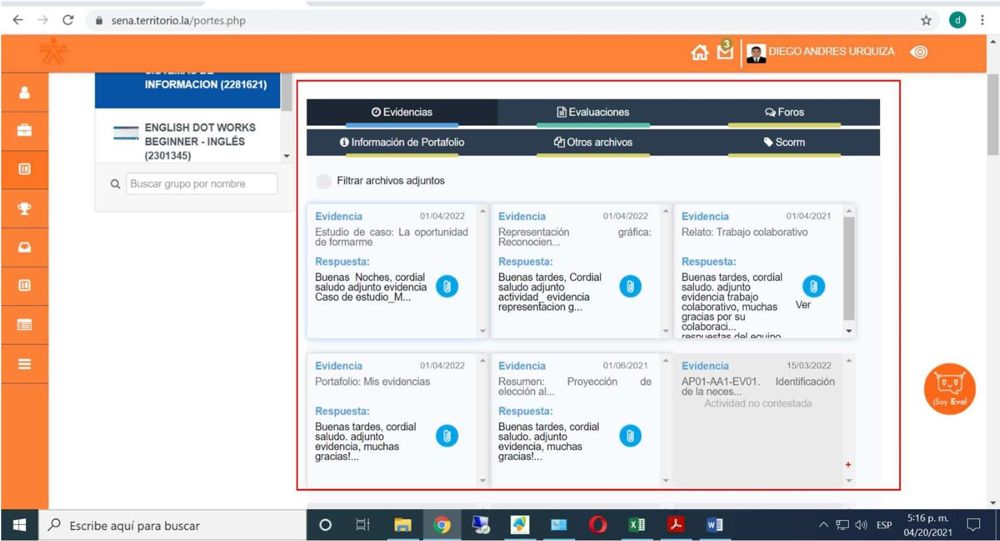 sena.territorio.la/portes.php
d
SENA
3
DIEGO ANDRES URQUIZA
INFORMACION (2281621)
ENGLISH DOT WORKS
BEGINNER - INGLÉS
(2301345)
Buscar grupo por nombre
Evidencias
Evaluaciones
Foros
Información de Portafolio
Otros archivos
Scorm
Filtrar archivos adjuntos
Evidencia 01/04/2022
Estudio de caso: La oportunidad
de formarme
Respuesta:
Buenas Noches, cordial
saludo adjunto evidencia
Caso de estudio_M...
Evidencia 01/04/2022
Representación gráfica:
Reconocien...
Respuesta:
Buenas tardes, Cordial
saludo adjunto
actividad_ evidencia
representacion g...
Evidencia 01/04/2021
Relato: Trabajo colaborativo
Respuesta:
Buenas tardes, cordial
saludo. adjunto
evidencia trabajo
colaborativo, muchas
gracias por su
colaboraci...
Ver
respuestas del equipo
Evidencia 01/04/2022
Portafolio: Mis evidencias
Respuesta:
Buenas tardes, cordial
saludo. adjunto
evidencia, muchas
gracias!...
Evidencia 01/06/2021
Resumen: Proyección de
elección al...
Respuesta:
Buenas tardes, cordial
saludo. adjunto
evidencia, muchas
gracias!...
Evidencia 15/03/2022
AP01-AA1-EV01. Identificación
de la neces...
Actividad no contestada
¡Soy Eva!
Escribe aquí para buscar
ESP
5:16 p. m.
04/20/2021